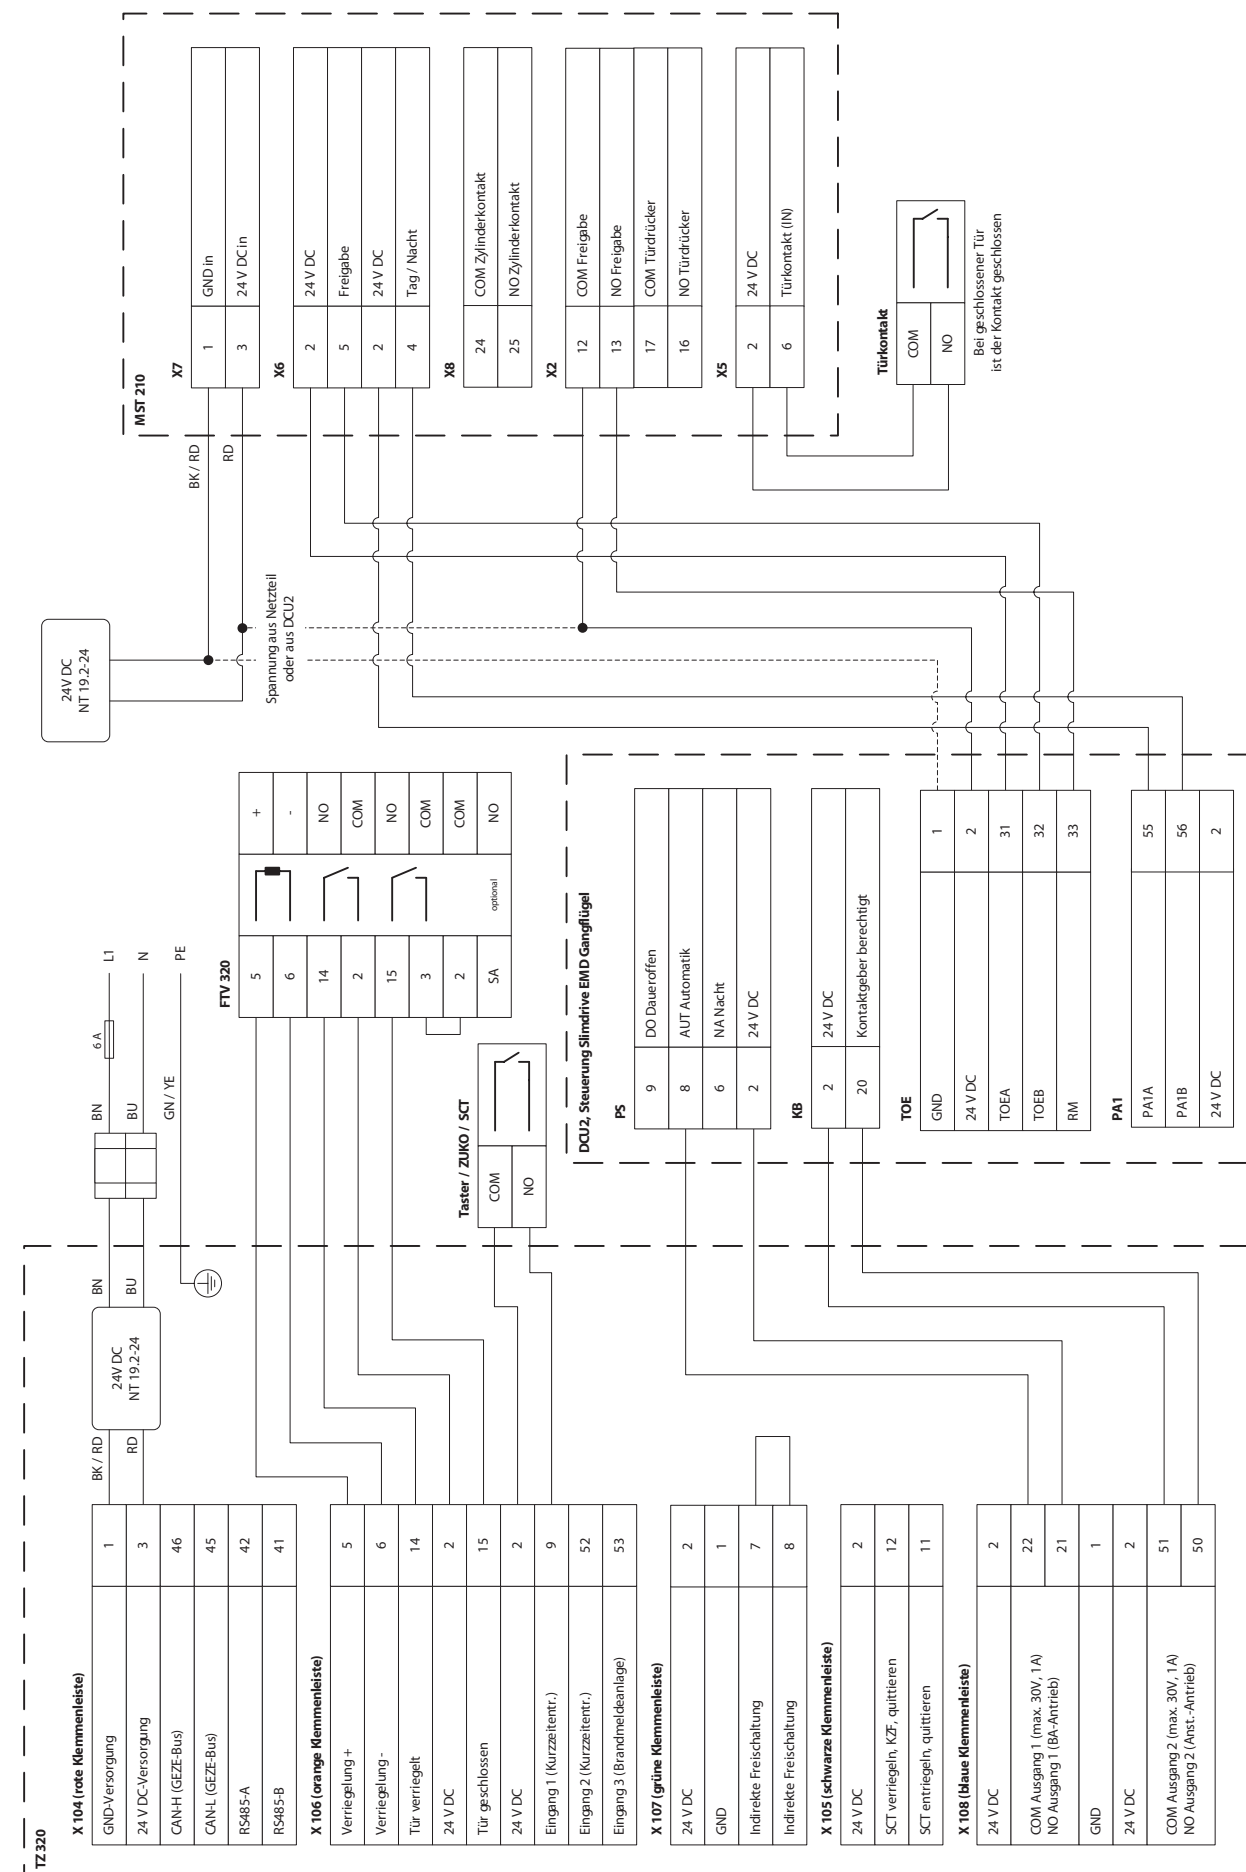 TZ320
X 104 (rote Klemmenleiste)
GND-Versorgung 1
24 V DC-Versorgung 3
CAN-H (GEZE-Bus) 46
CAN-L (GEZE-Bus) 45
RS485-A 42
RS485-B 41
X 106 (orange Klemmenleiste)
Verriegelung + 5
Verriegelung - 6
Tür verriegelt 14
24 V DC 2
Tür geschlossen 15
24 V DC 2
Eingang 1 (Kurzzeitentr.) 9
Eingang 2 (Kurzzeitentr.) 52
Eingang 3 (Brandmeldeanlage) 53
X 107 (grüne Klemmenleiste)
24 V DC 2
GND 1
Indirekte Freischaltung 7
Indirekte Freischaltung 8
X 105 (schwarze Klemmenleiste)
24 V DC 2
SCT verriegeln, KZF, quittieren 12
SCT entriegeln, quittieren 11
X 108 (blaue Klemmenleiste)
24 V DC 2
COM Ausgang 1 (max. 30V, 1A) 22
NO Ausgang 1 (BA-Antrieb) 21
GND 1
24 V DC 2
COM Ausgang 2 (max. 30V, 1A) 51
NO Ausgang 2 (Anst.-Antrieb) 50
BK / RD
RD
24V DC
NT 19.2-24
BN
BU
BN
BU
GN / YE
6 A
L1
N
PE
FTV 320
5 +
6 -
14 NO
2 COM
15 NO
3 COM
2 COM
SA optional NO
Taster / ZUKO / SCT
COM
NO
DCU2, Steuerung Slimdrive EMD Gangflügel
PS
9 DO Daueroffen
8 AUT Automatik
6 NA Nacht
2 24 V DC
KB
2 24 V DC
20 Kontaktgeber berechtigt
TOE
GND 1
24 V DC 2
TOEA 31
TOEB 32
RM 33
PA1
PA1A 55
PA1B 56
24 V DC 2
24V DC
NT 19.2-24
Spannung aus Netzteil
oder aus DCU2
BK / RD
RD
MST 210
X7
1 GND in
3 24 V DC in
X6
2 24 V DC
5 Freigabe
2 24 V DC
4 Tag / Nacht
X8
24 COM Zylinderkontakt
25 NO Zylinderkontakt
X2
12 COM Freigabe
13 NO Freigabe
17 COM Türdrücker
16 NO Türdrücker
X5
2 24 V DC
6 Türkontakt (IN)
Türkontakt
COM
NO
Bei geschlossener Tür
ist der Kontakt geschlossen